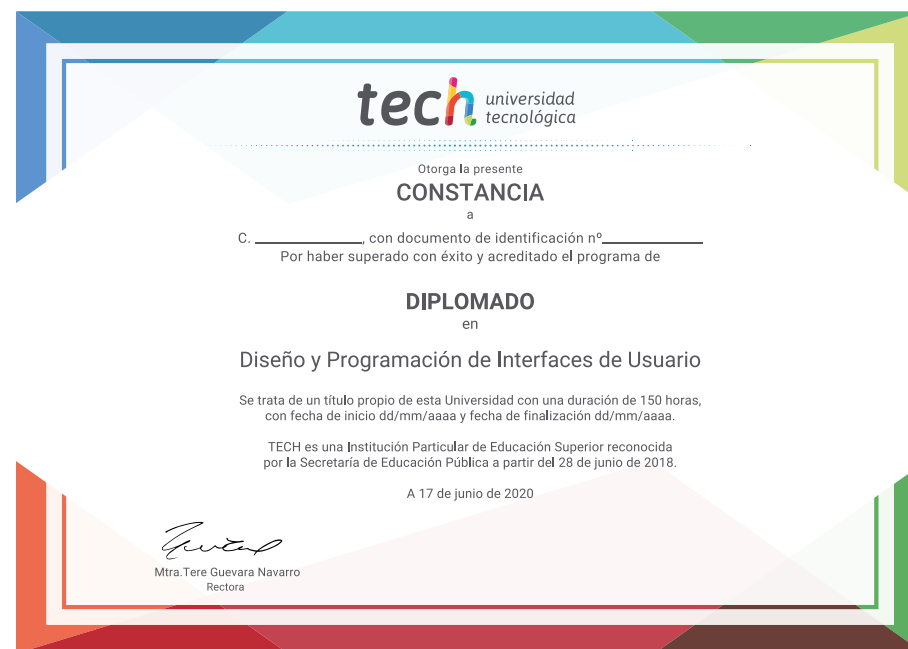 tech universidad
tecnológica
Otorga la presente
CONSTANCIA
a
C. ____________, con documento de identificación nº____________
Por haber superado con éxito y acreditado el programa de
DIPLOMADO
en
Diseño y Programación de Interfaces de Usuario
Se trata de un título propio de esta Universidad con una duración de 150 horas,
con fecha de inicio dd/mm/aaaa y fecha de finalización dd/mm/aaaa.
TECH es una Institución Particular de Educación Superior reconocida
por la Secretaría de Educación Pública a partir del 28 de junio de 2018.
A 17 de junio de 2020
Mtra.Tere Guevara Navarro
Rectora